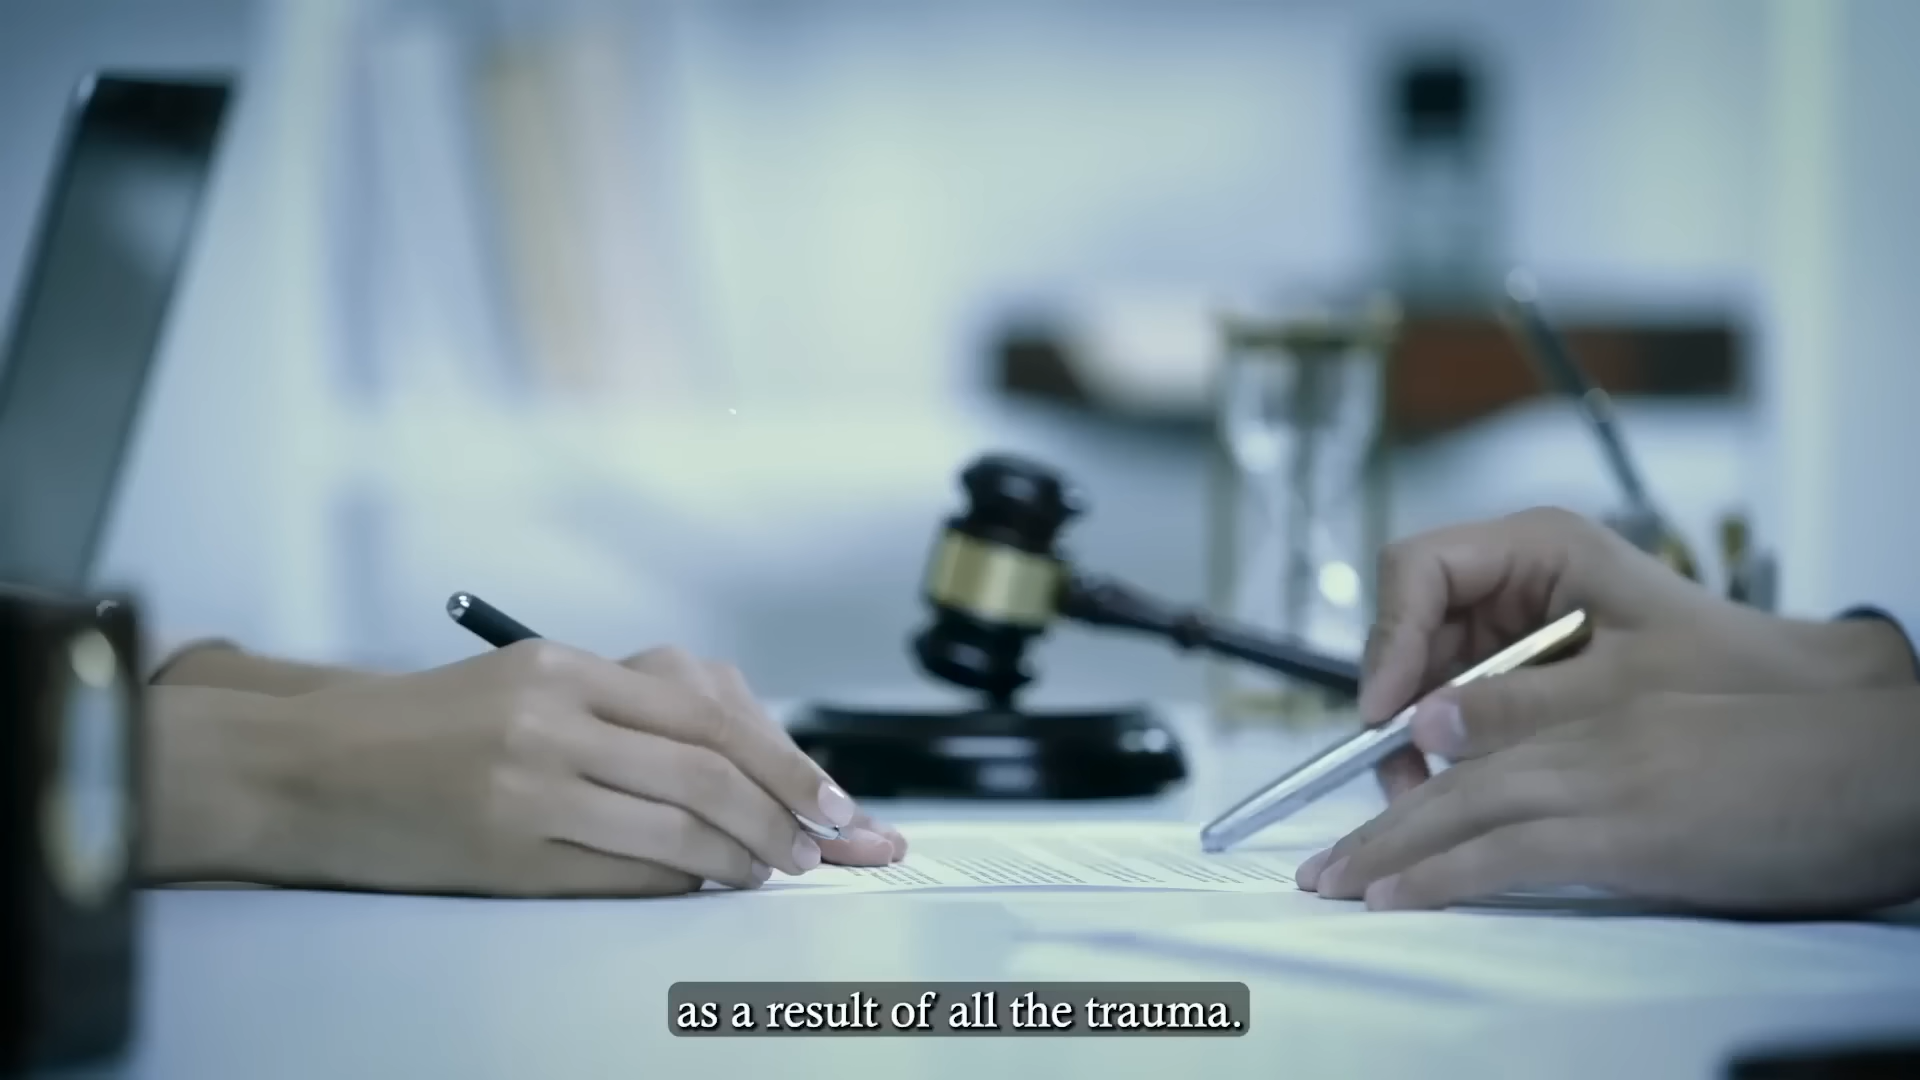 as a result of all the trauma.